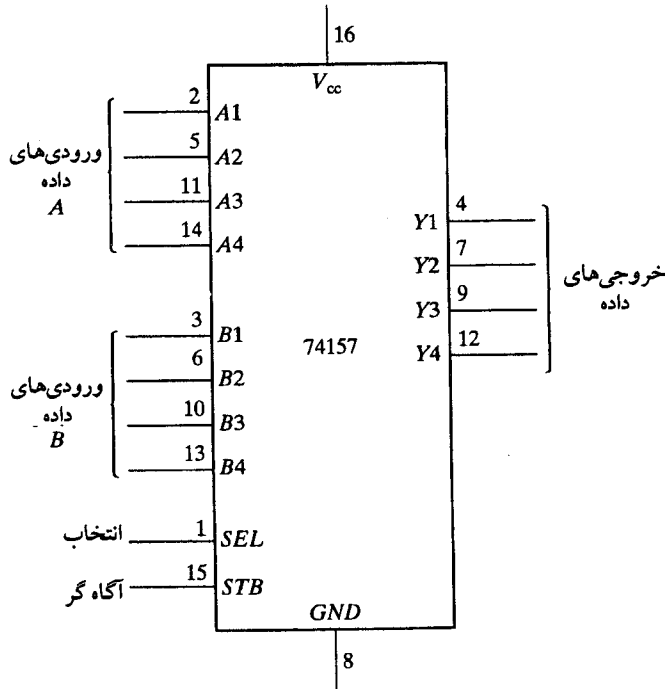 16
V_cc
2
A1
5
A2
11
A3
14
A4
ورودی‌های
داده
A
3
B1
6
B2
10
B3
13
B4
ورودی‌های
داده
B
74157
4
Y1
7
Y2
9
Y3
12
Y4
خروجی‌های
داده
انتخاب
1
SEL
آگاه گر
15
STB
GND
8